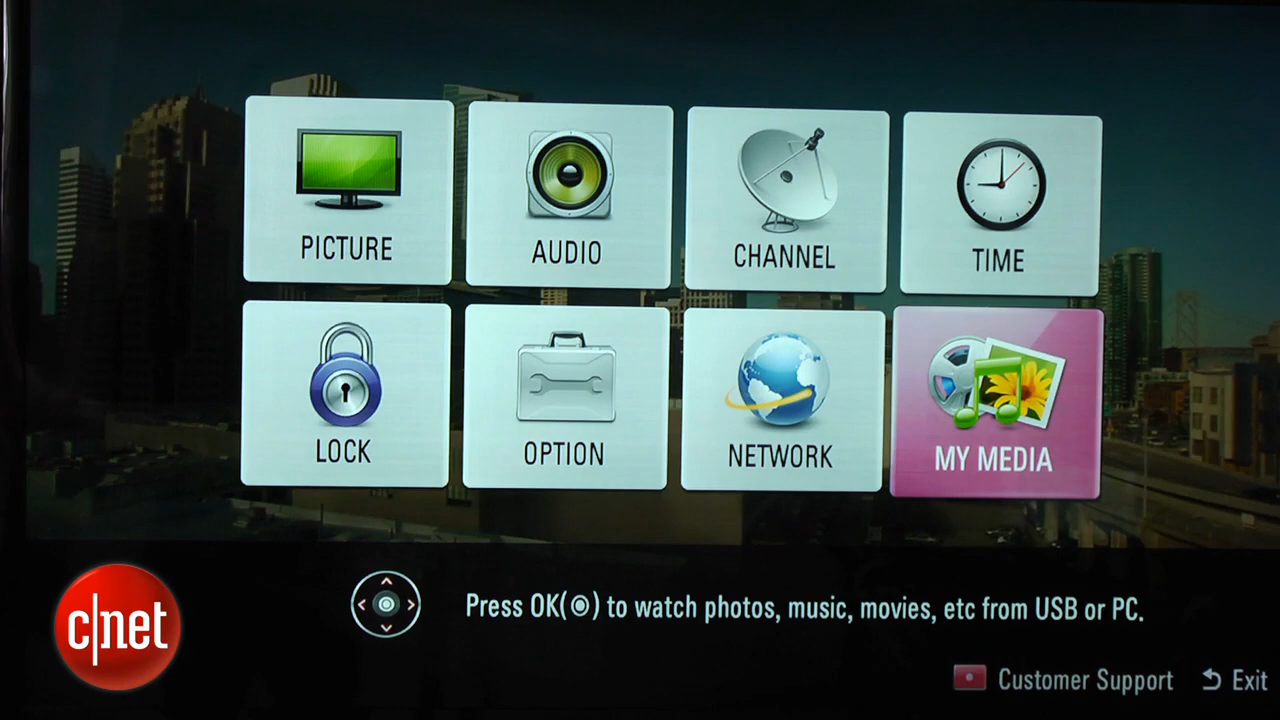 PICTURE
AUDIO
CHANNEL
TIME
LOCK
OPTION
NETWORK
MY MEDIA
Press OK(◉) to watch photos, music, movies, etc from USB or PC.
c|net
Customer Support
Exit